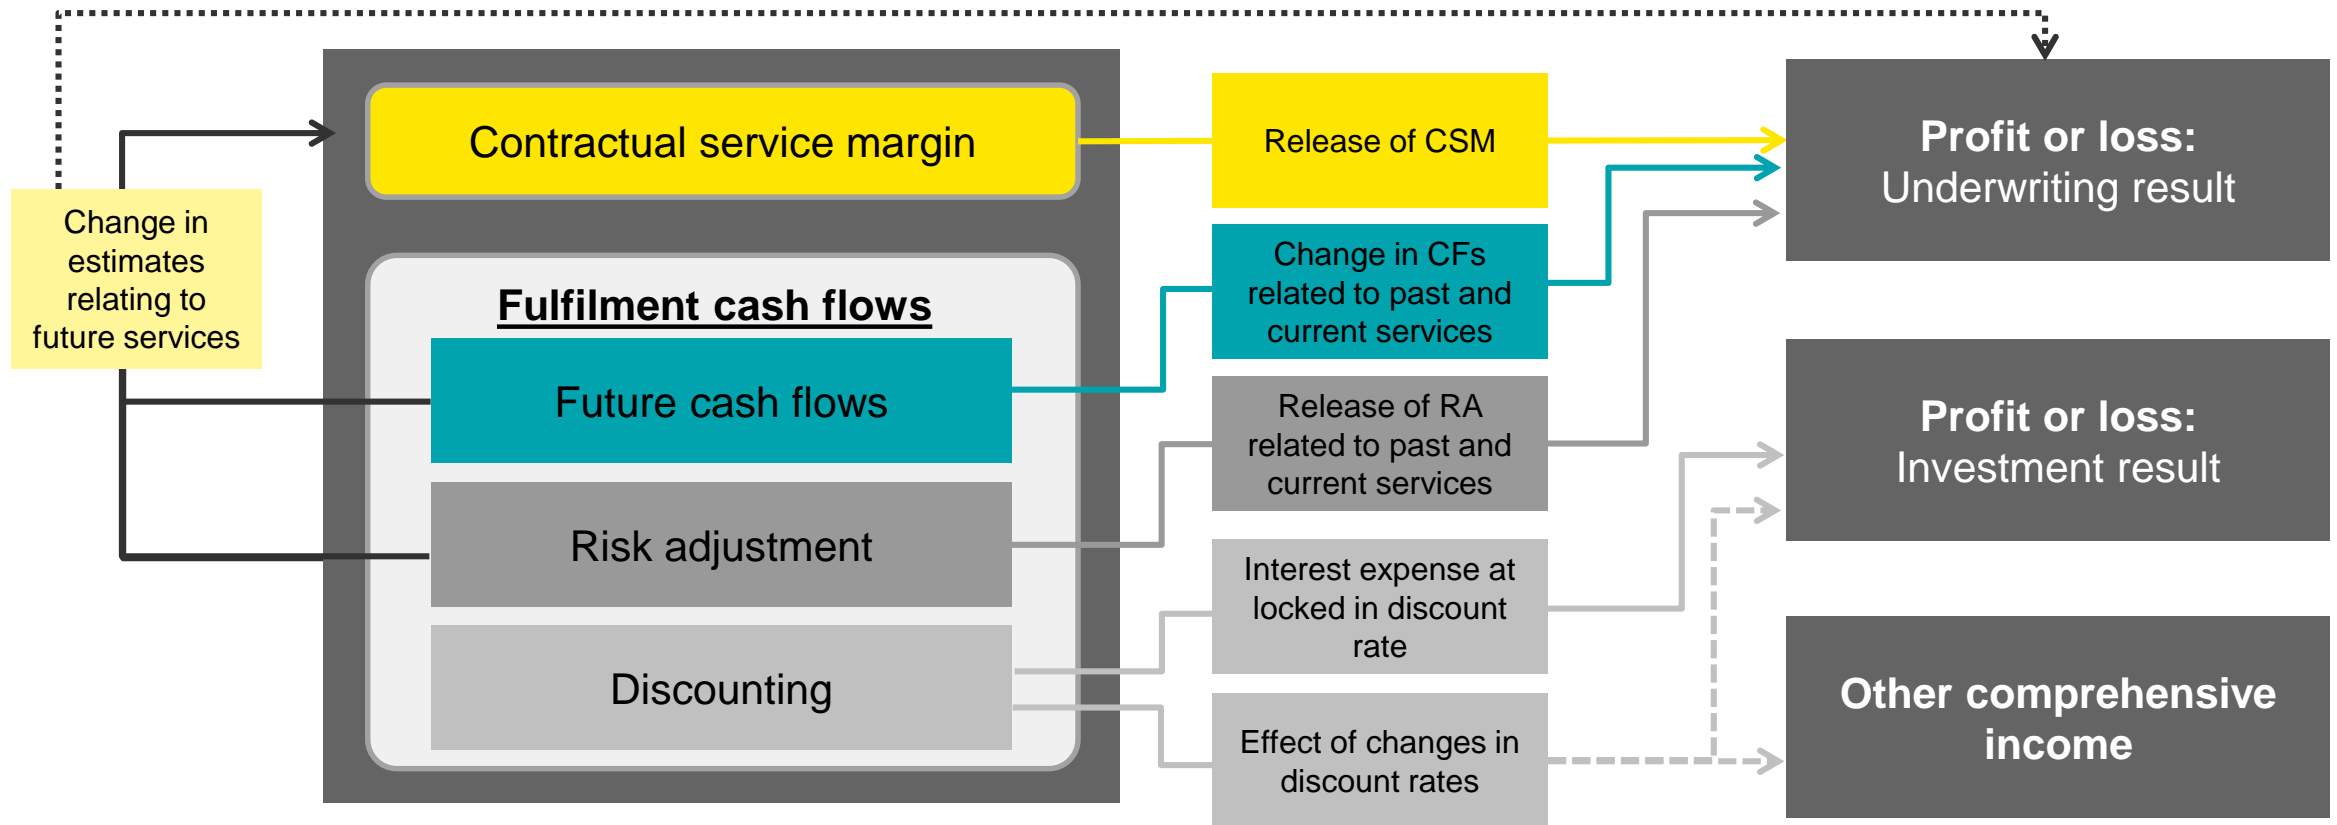 Change in
estimates
relating to
future services
Contractual service margin
Fulfilment cash flows
Future cash flows
Risk adjustment
Discounting
Release of CSM
Change in CFs
related to past and
current services
Release of RA
related to past and
current services
Interest expense at
locked in discount
rate
Effect of changes in
discount rates
Profit or loss:
Underwriting result
Profit or loss:
Investment result
Other comprehensive
income